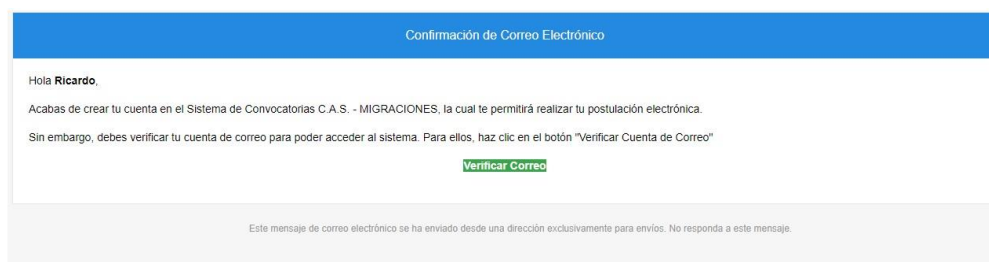 Confirmación de Correo Electrónico
Hola Ricardo,
Acabas de crear tu cuenta en el Sistema de Convocatorias C.A.S. - MIGRACIONES, la cual te permitirá realizar tu postulación electrónica.
Sin embargo, debes verificar tu cuenta de correo para poder acceder al sistema. Para ellos, haz clic en el botón "Verificar Cuenta de Correo"
Verificar Correo
Este mensaje de correo electrónico se ha enviado desde una dirección exclusivamente para envíos. No responda a este mensaje.